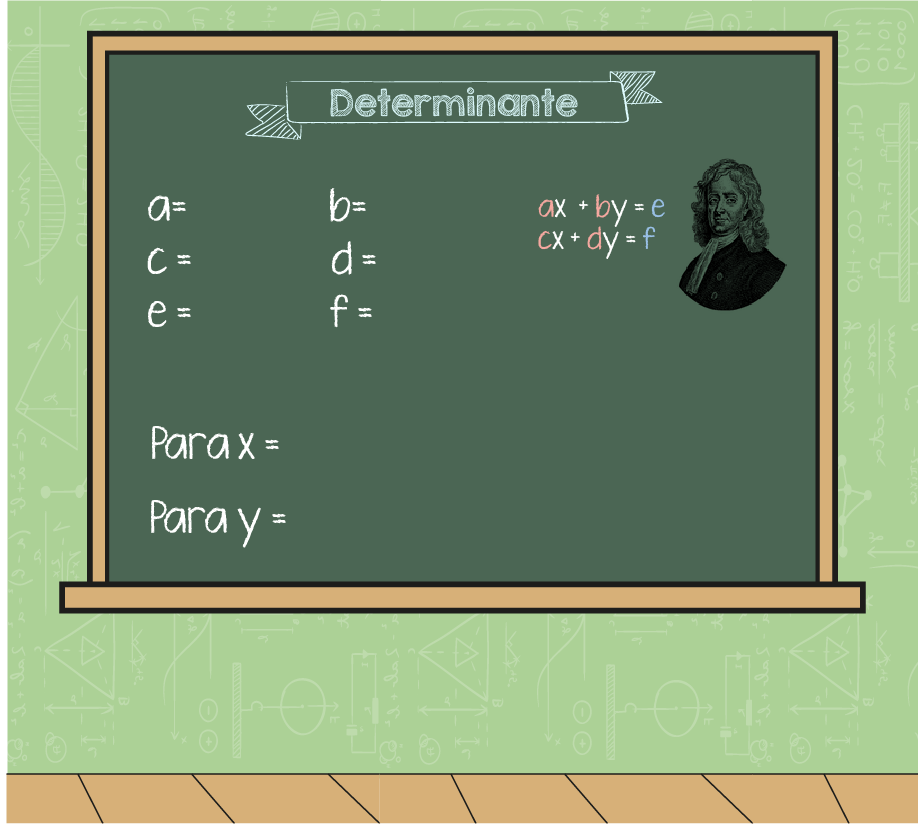 Determinante
a= b=
c = d =
e = f =
ax + by = e
cx + dy = f
Para x =
Para y =